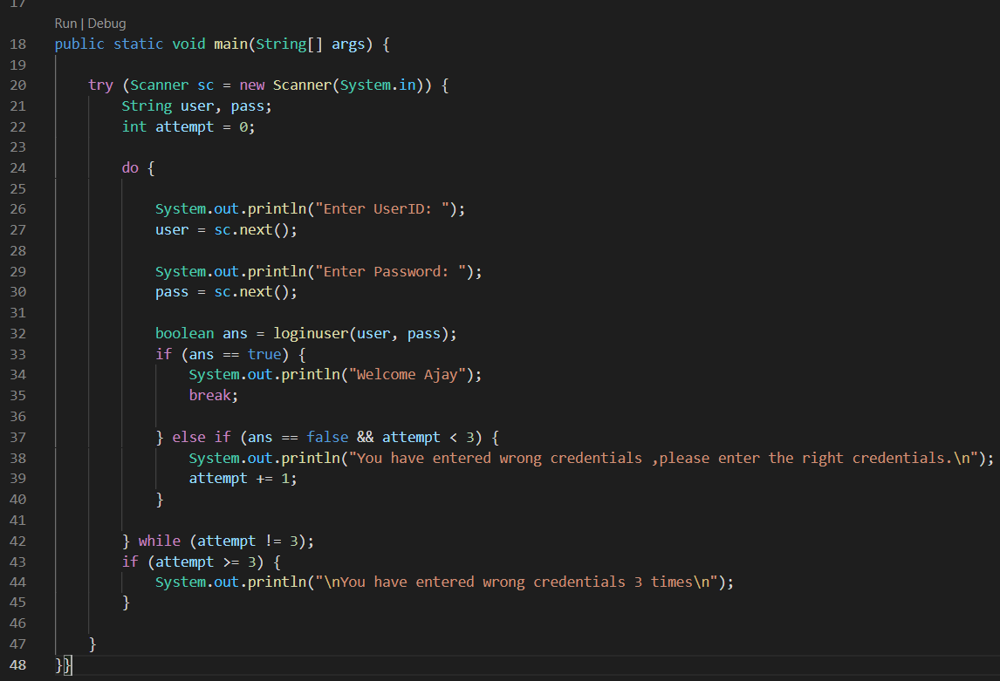 17
Run | Debug
18 public static void main(String[] args) {
19
20 try (Scanner sc = new Scanner(System.in)) {
21 String user, pass;
22 int attempt = 0;
23
24 do {
25
26 System.out.println("Enter UserID: ");
27 user = sc.next();
28
29 System.out.println("Enter Password: ");
30 pass = sc.next();
31
32 boolean ans = loginuser(user, pass);
33 if (ans == true) {
34 System.out.println("Welcome Ajay");
35 break;
36
37 } else if (ans == false && attempt < 3) {
38 System.out.println("You have entered wrong credentials ,please enter the right credentials.\n");
39 attempt += 1;
40 }
41
42 } while (attempt != 3);
43 if (attempt >= 3) {
44 System.out.println("\nYou have entered wrong credentials 3 times\n");
45 }
46
47 }
48 }}